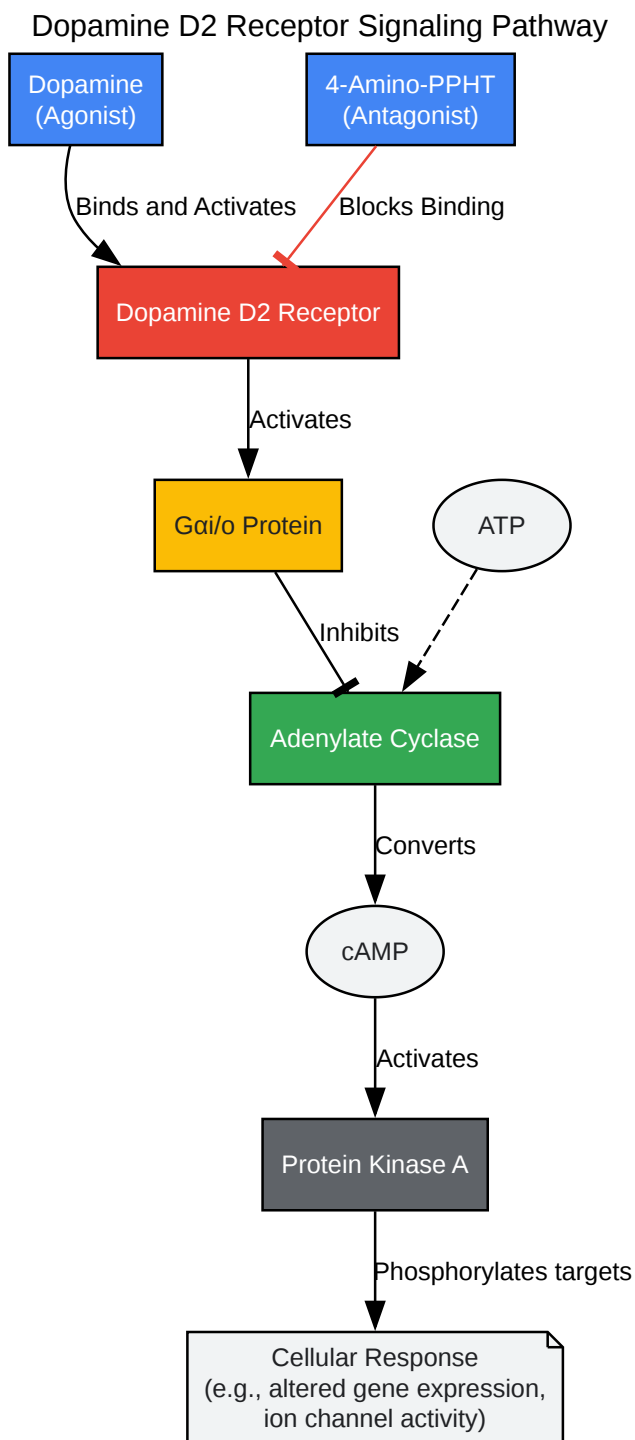 Dopamine D2 Receptor Signaling Pathway
Dopamine
(Agonist)
4-Amino-PPHT
(Antagonist)
Binds and Activates
Blocks Binding
Dopamine D2 Receptor
Activates
Gαi/o Protein
ATP
Inhibits
Adenylate Cyclase
Converts
cAMP
Activates
Protein Kinase A
Phosphorylates targets
Cellular Response
(e.g., altered gene expression,
ion channel activity)